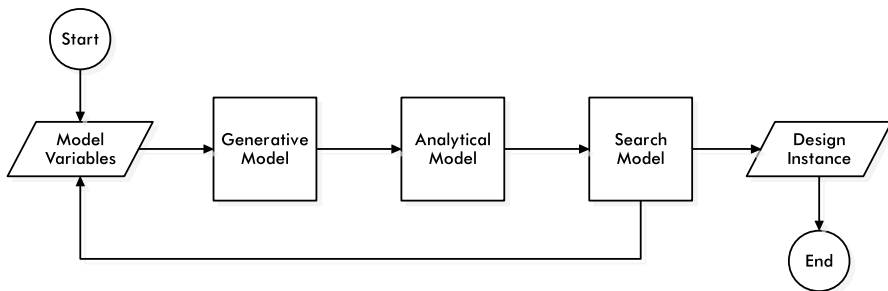 Start
Model
Variables
Generative
Model
Analytical
Model
Search
Model
Design
Instance
End